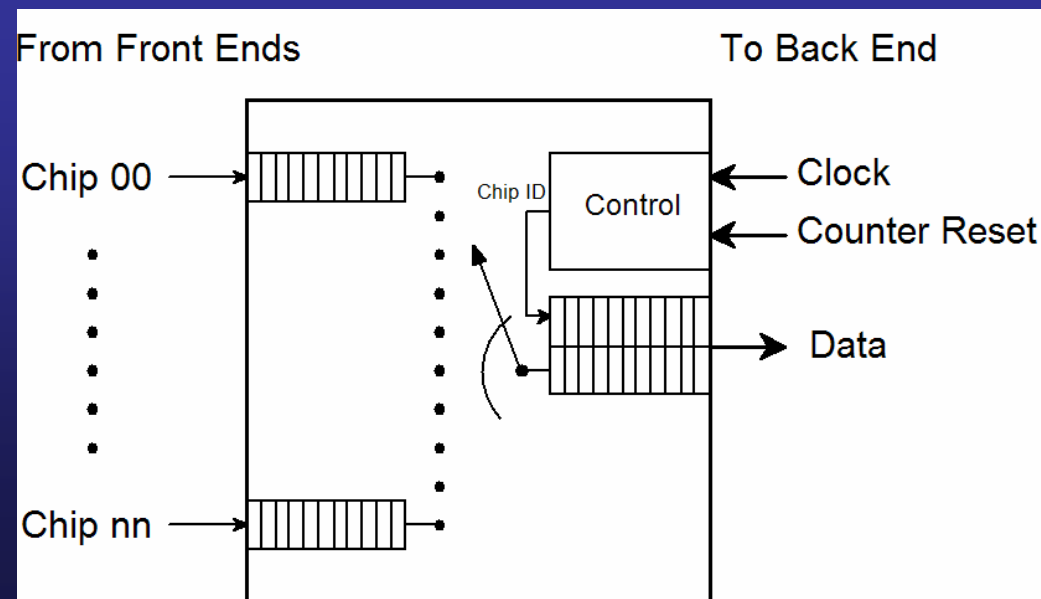 From Front Ends
To Back End
Chip 00
Chip ID
Control
Clock
Counter Reset
Data
Chip nn